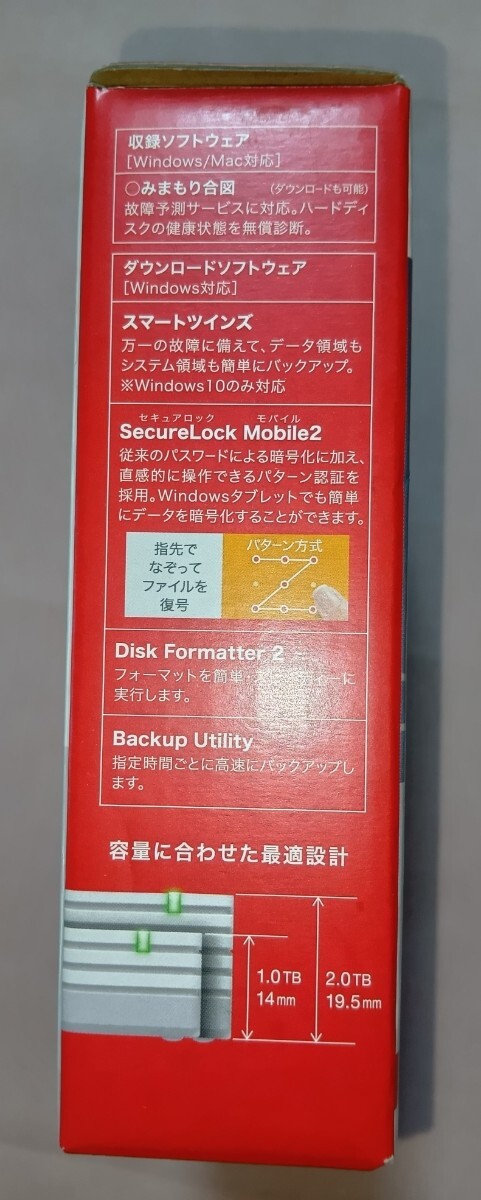 収録ソフトウェア
[Windows/Mac対応]
○みまもり合図 (ダウンロードも可能)
故障予測サービスに対応。ハードディ
スクの健康状態を無償診断。
ダウンロードソフトウェア
[Windows対応]
スマートツインズ
万一の故障に備えて、データ領域も
システム領域も簡単にバックアップ。
※Windows10のみ対応
セキュアロック モバイル
SecureLock Mobile2
従来のパスワードによる暗号化に加え、
直感的に操作できるパターン認証を
採用。Windowsタブレットでも簡単
にデータを暗号化することができます。
指先で
なぞって
ファイルを
復号
パターン方式
Disk Formatter 2
フォーマットを簡単・ に
実行します。
Backup Utility
指定時間ごとに高速にバックアップし
ます。
容量に合わせた最適設計
1.0TB
14mm
2.0TB
19.5mm